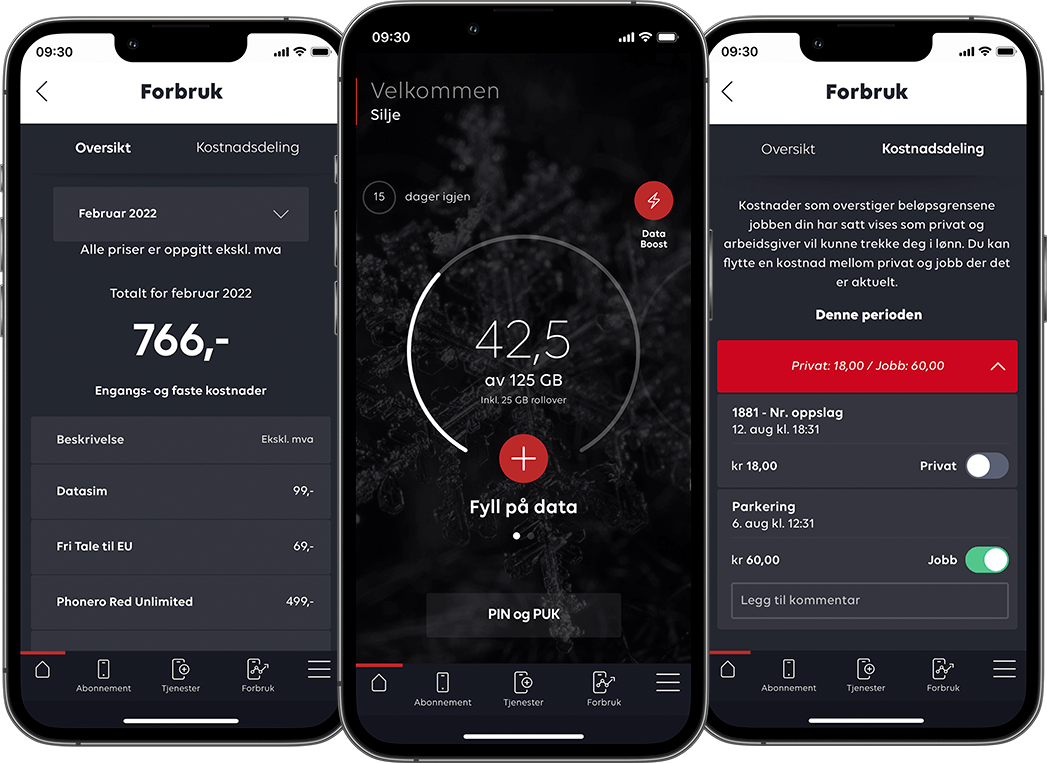 09:30
Forbruk
Oversikt
Kostnadsdeling
Februar 2022
Alle priser er oppgitt ekskl. mva
Totalt for februar 2022
766,-
Engangs- og faste kostnader
Beskrivelse
Ekskl. mva
Datasim
99,-
Fri Tale til EU
69,-
Phonero Red Unlimited
499,-
Abonnement
Tjenester
Forbruk
09:30
Velkommen
Silje
15
dager igjen
Data
Boost
42,5
av 125 GB
Inkl. 25 GB rollover
Fyll på data
PIN og PUK
Abonnement
Tjenester
Forbruk
09:30
Forbruk
Oversikt
Kostnadsdeling
Kostnader som overstiger beløpsgrensene
jobben din har satt vises som privat og
arbeidsgiver vil kunne trekke deg i lønn. Du kan
flytte en kostnad mellom privat og jobb der det
er aktuelt.
Denne perioden
Privat: 18,00 / Jobb: 60,00
1881 - Nr. oppslag
12. aug kl. 18:31
kr 18,00
Privat
Parkering
6. aug kl. 12:31
kr 60,00
Jobb
Legg til kommentar
Abonnement
Tjenester
Forbruk